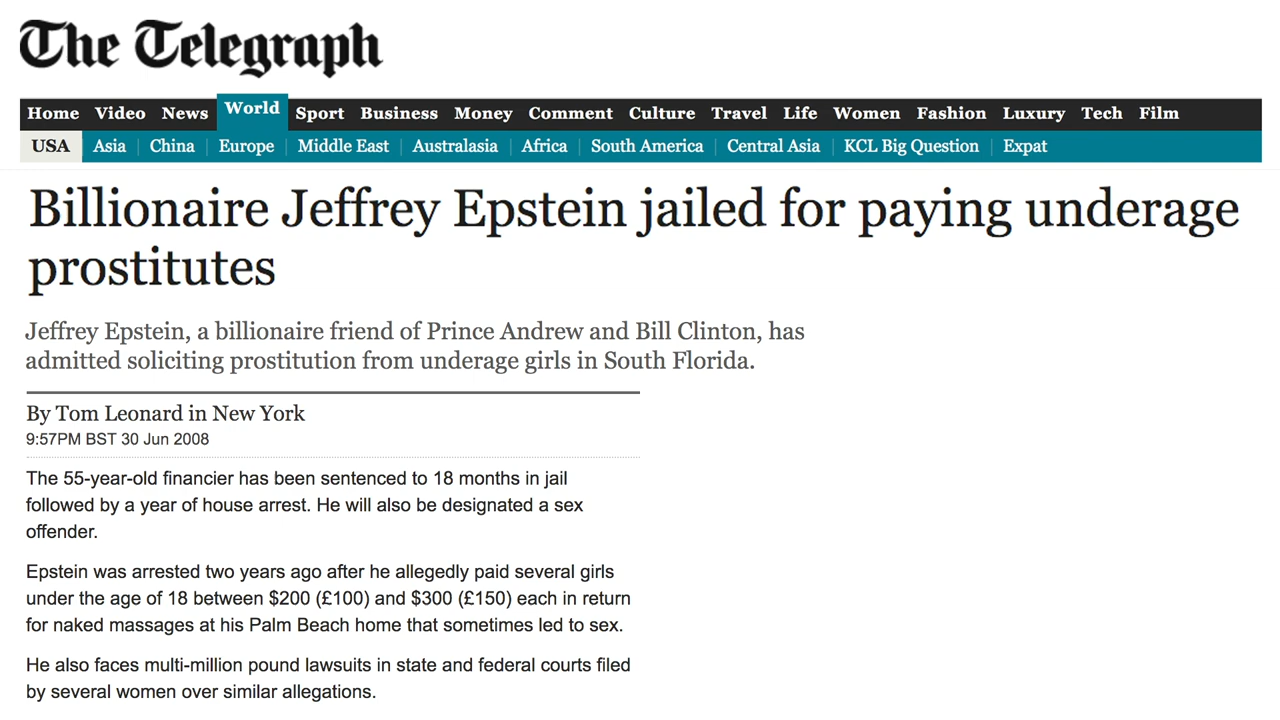 The Telegraph
Home Video News World Sport Business Money Comment Culture Travel Life Women Fashion Luxury Tech Film
USA Asia China Europe Middle East Australasia Africa South America Central Asia KCL Big Question Expat
Billionaire Jeffrey Epstein jailed for paying underage
prostitutes
Jeffrey Epstein, a billionaire friend of Prince Andrew and Bill Clinton, has
admitted soliciting prostitution from underage girls in South Florida.
By Tom Leonard in New York
9:57PM BST 30 Jun 2008
The 55-year-old financier has been sentenced to 18 months in jail
followed by a year of house arrest. He will also be designated a sex
offender.
Epstein was arrested two years ago after he allegedly paid several girls
under the age of 18 between $200 (£100) and $300 (£150) each in return
for naked massages at his Palm Beach home that sometimes led to sex.
He also faces multi-million pound lawsuits in state and federal courts filed
by several women over similar allegations.